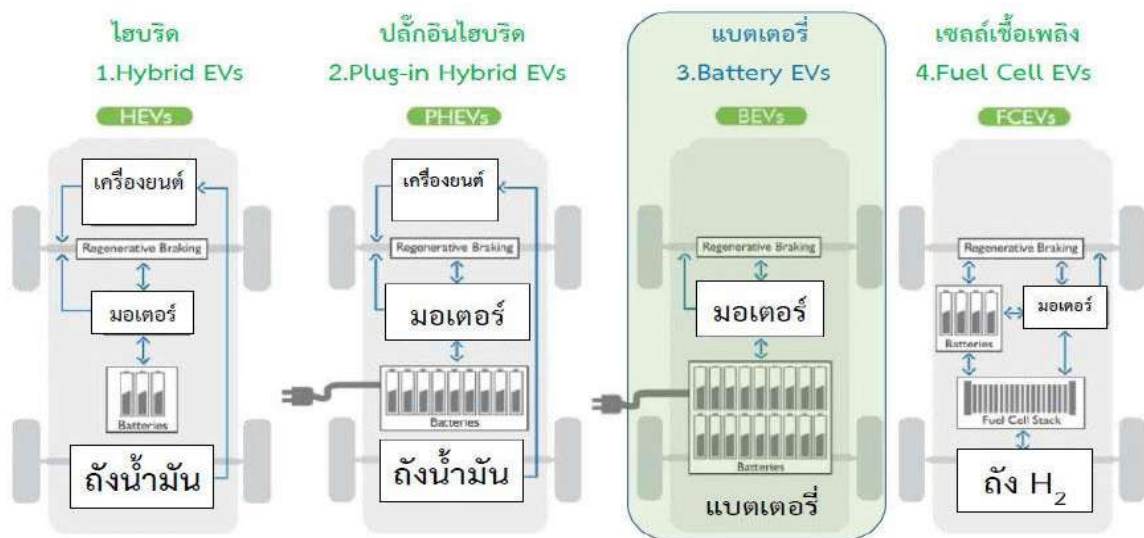 ไฮบริด
1.Hybrid EVs
HEVs
เครื่องยนต์
Regenerative Braking
มอเตอร์
Batteries
ถังน้ำมัน
ปลั๊กอินไฮบริด
2.Plug-in Hybrid EVs
PHEVs
เครื่องยนต์
Regenerative Braking
มอเตอร์
Batteries
ถังน้ำมัน
แบตเตอรี่
3.Battery EVs
BEVs
Regenerative Braking
มอเตอร์
Batteries
แบตเตอรี่
เซลล์เชื้อเพลิง
4.Fuel Cell EVs
FCEVs
Regenerative Braking
มอเตอร์
Batteries
Fuel Cell Stack
ถัง H₂